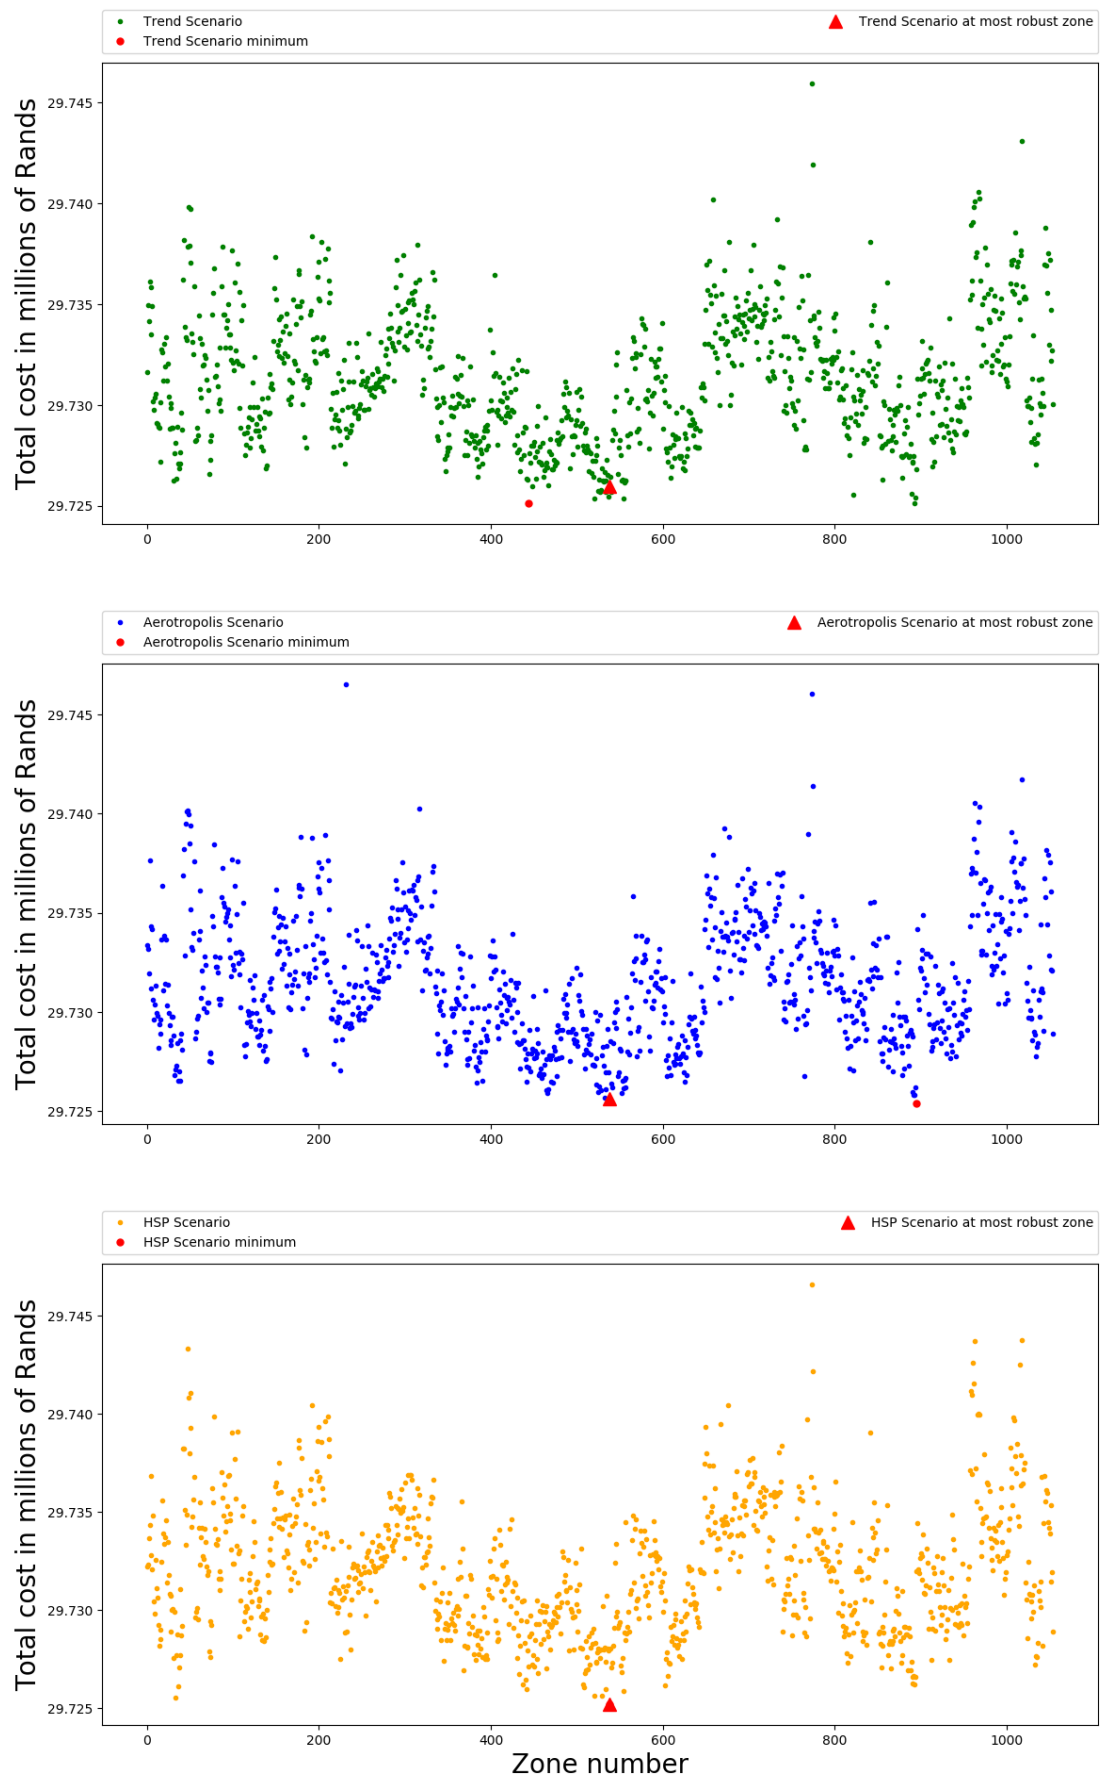 Trend Scenario
Trend Scenario minimum
Trend Scenario at most robust zone
Total cost in millions of Rands
29.745
29.740
29.735
29.730
29.725
0 200 400 600 800 1000
Aerotropolis Scenario
Aerotropolis Scenario minimum
Aerotropolis Scenario at most robust zone
Total cost in millions of Rands
29.745
29.740
29.735
29.730
29.725
0 200 400 600 800 1000
HSP Scenario
HSP Scenario minimum
HSP Scenario at most robust zone
Total cost in millions of Rands
29.745
29.740
29.735
29.730
29.725
0 200 400 600 800 1000
Zone number